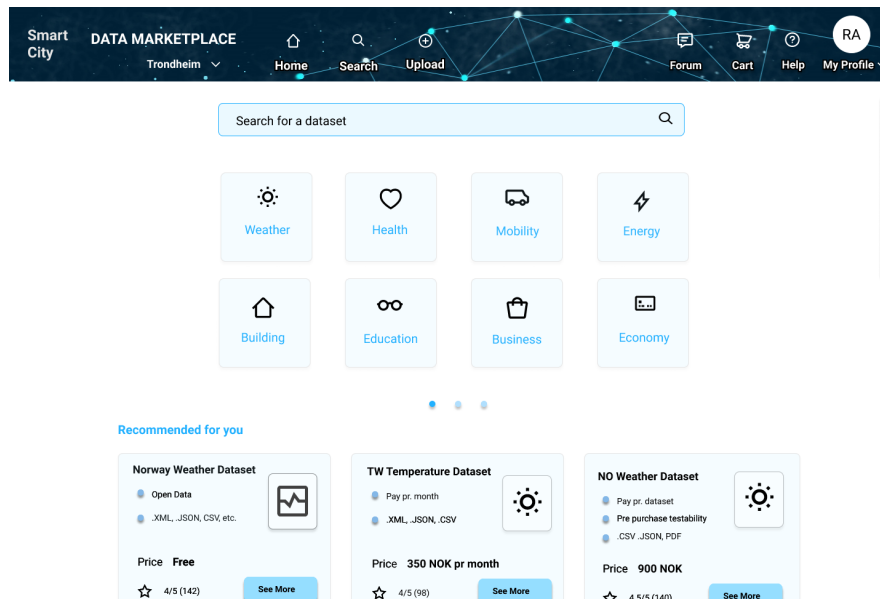 Smart
City
DATA MARKETPLACE
Trondheim
Home
Search
Upload
Forum
Cart
Help
RA
My Profile
Search for a dataset
Weather
Health
Mobility
Energy
Building
Education
Business
Economy
Recommended for you
Norway Weather Dataset
Open Data
.XML, .JSON, CSV, etc.
Price Free
4/5 (142)
See More
TW Temperature Dataset
Pay pr. month
.XML, .JSON, .CSV
Price 350 NOK pr month
4/5 (98)
See More
NO Weather Dataset
Pay pr. dataset
Pre purchase testability
.CSV .JSON, PDF
Price 900 NOK
4.5/5 (140)
See More